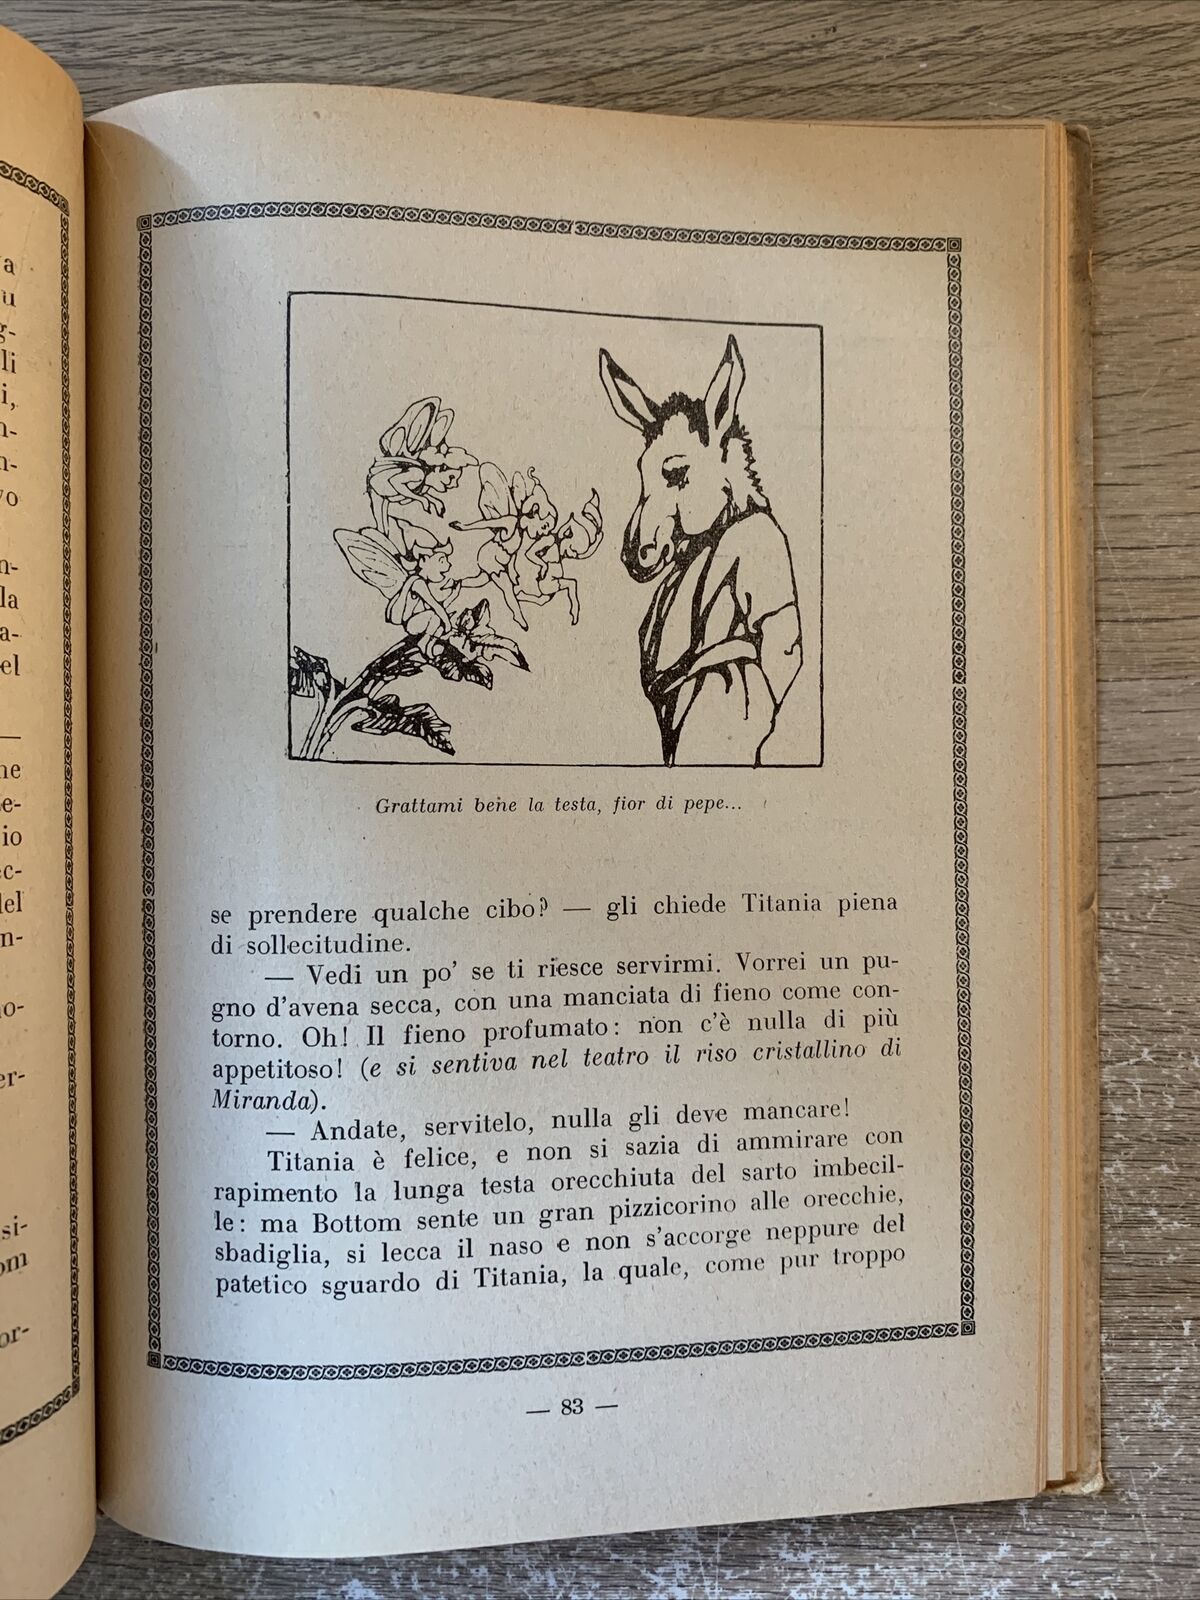 Grattami bene la testa, fior di pepe...
se prendere qualche cibo? — gli chiede Titania piena
di sollecitudine.
— Vedi un po' se ti riesce servirmi. Vorrei un pu-
gno d'avena secca, con una manciata di fieno come con-
torno. Oh! Il fieno profumato: non c'è nulla di più
appetitoso! (e si sentiva nel teatro il riso cristallino di
Miranda).
— Andate, servitelo, nulla gli deve mancare!
Titania è felice, e non si sazia di ammirare con
rapimento la lunga testa orecchiuta del sarto imbecil-
le: ma Bottom sente un gran pizzicorino alle orecchie,
sbadiglia, si lecca il naso e non s'accorge neppure del
patetico sguardo di Titania, la quale, come pur troppo
— 83 —